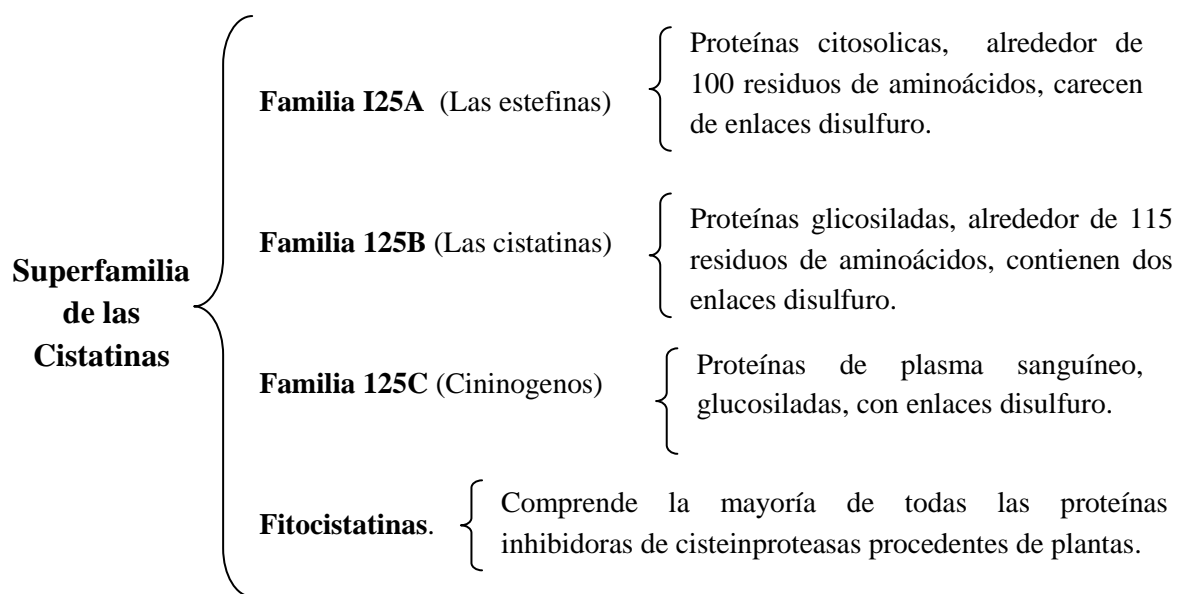 Superfamilia
de las
Cistatinas
Familia I25A (Las estefinas)
Proteínas citosolicas, alrededor de
100 residuos de aminoácidos, carecen
de enlaces disulfuro.
Familia 125B (Las cistatinas)
Proteínas glicosiladas, alrededor de 115
residuos de aminoácidos, contienen dos
enlaces disulfuro.
Familia 125C (Cininogenos)
Proteínas de plasma sanguíneo,
glucosiladas, con enlaces disulfuro.
Fitocistatinas.
Comprende la mayoría de todas las proteínas
inhibidoras de cisteinproteasas procedentes de plantas.